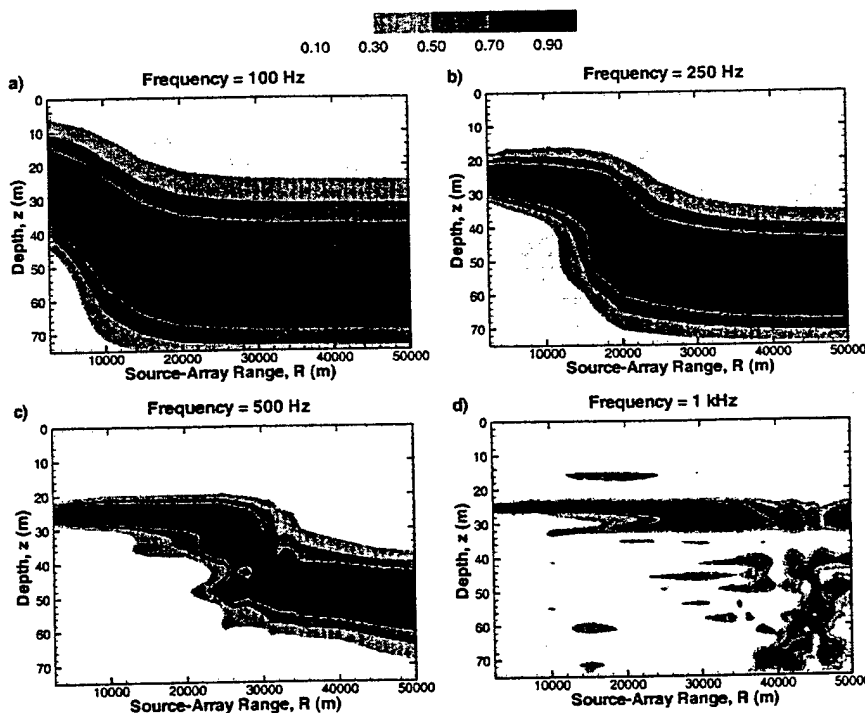 0.10 0.30 0.50 0.70 0.90
a) Frequency = 100 Hz
0
10
20
30
40
50
60
70
Depth, z (m)
10000 20000 30000 40000 50000
Source-Array Range, R (m)
b) Frequency = 250 Hz
0
10
20
30
40
50
60
70
Depth, z (m)
10000 20000 30000 40000 50000
Source-Array Range, R (m)
c) Frequency = 500 Hz
0
10
20
30
40
50
60
70
Depth, z (m)
10000 20000 30000 40000 50000
Source-Array Range, R (m)
d) Frequency = 1 kHz
0
10
20
30
40
50
60
70
Depth, z (m)
10000 20000 30000 40000 50000
Source-Array Range, R (m)